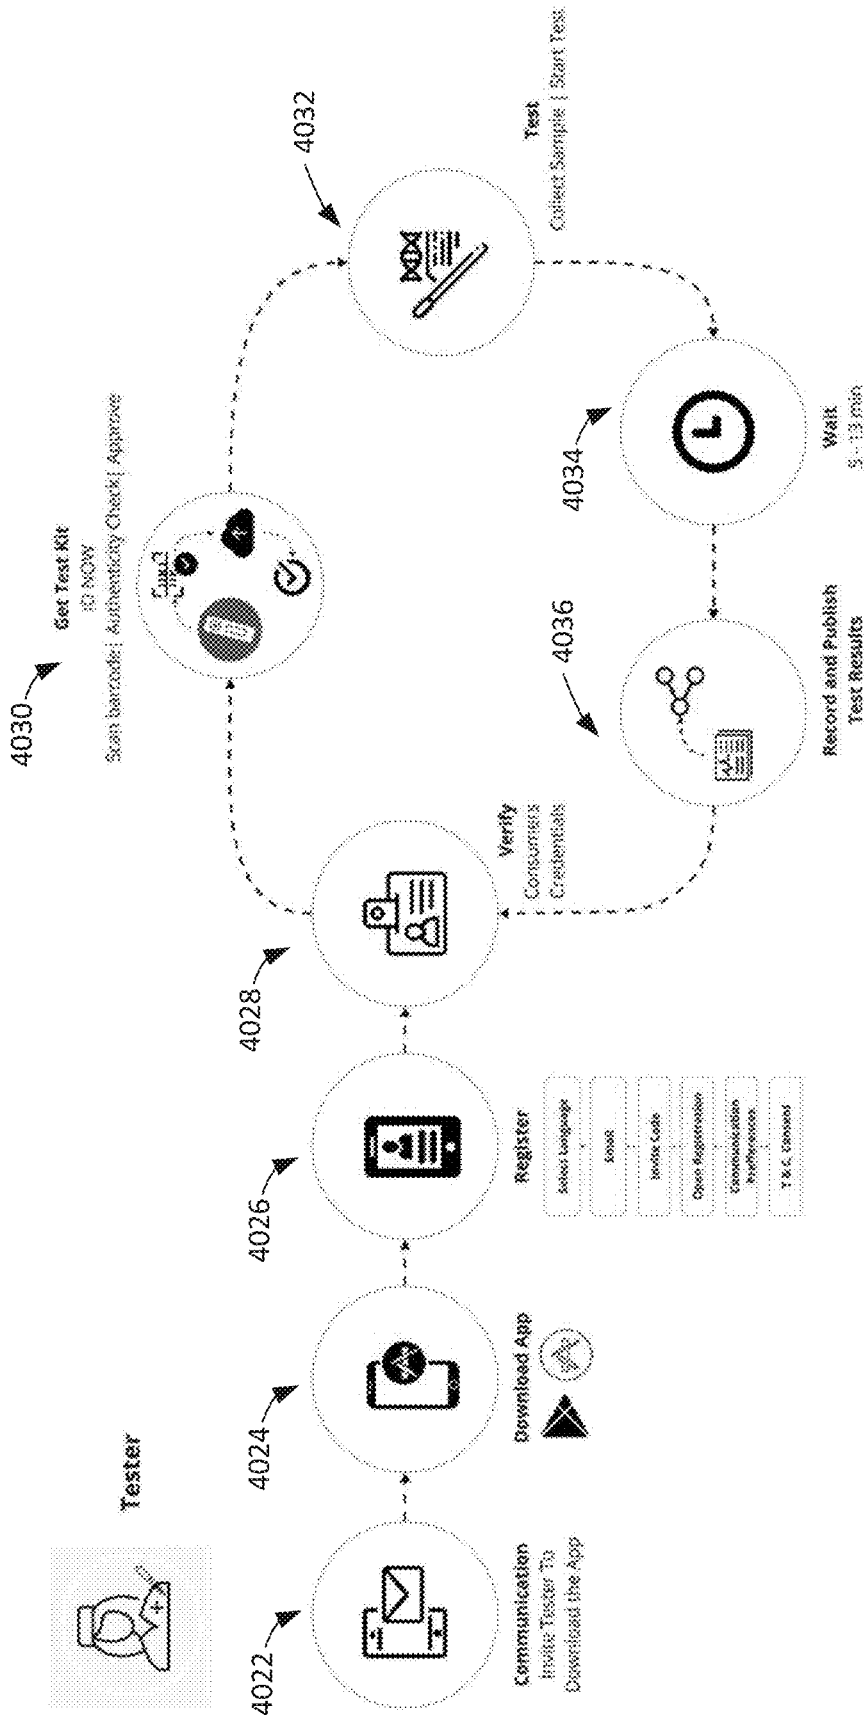 Tester
4022
Communication
Invite Tester To
Download the App
4024
Download App
4026
Register
Select Language
Email
Invite Code
Open Registration
Communication
Preferences
T & C, Consent
4028
Verify
Consumers
Credentials
4030
Get Test Kit
ID NOW
Scan barcode| Authenticity Check| Approve
4032
Test
Collect Sample | Start Test
4034
Wait
5 - 13 min
4036
Record and Publish
Test Results